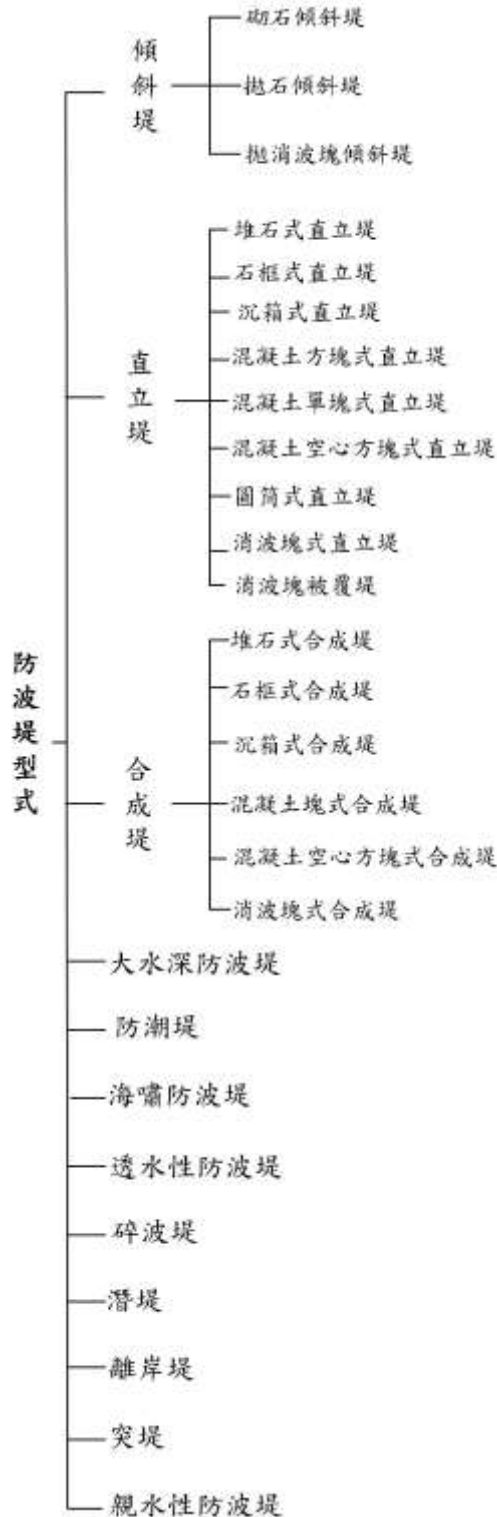 防波堤型式
傾斜堤
砌石傾斜堤
拋石傾斜堤
拋消波塊傾斜堤
直立堤
堆石式直立堤
石框式直立堤
沉箱式直立堤
混凝土方塊式直立堤
混凝土單塊式直立堤
混凝土空心方塊式直立堤
圓筒式直立堤
消波塊式直立堤
消波塊被覆堤
合成堤
堆石式合成堤
石框式合成堤
沉箱式合成堤
混凝土塊式合成堤
混凝土空心方塊式合成堤
消波塊式合成堤
大水深防波堤
防潮堤
海嘯防波堤
透水性防波堤
碎波堤
潛堤
離岸堤
突堤
親水性防波堤